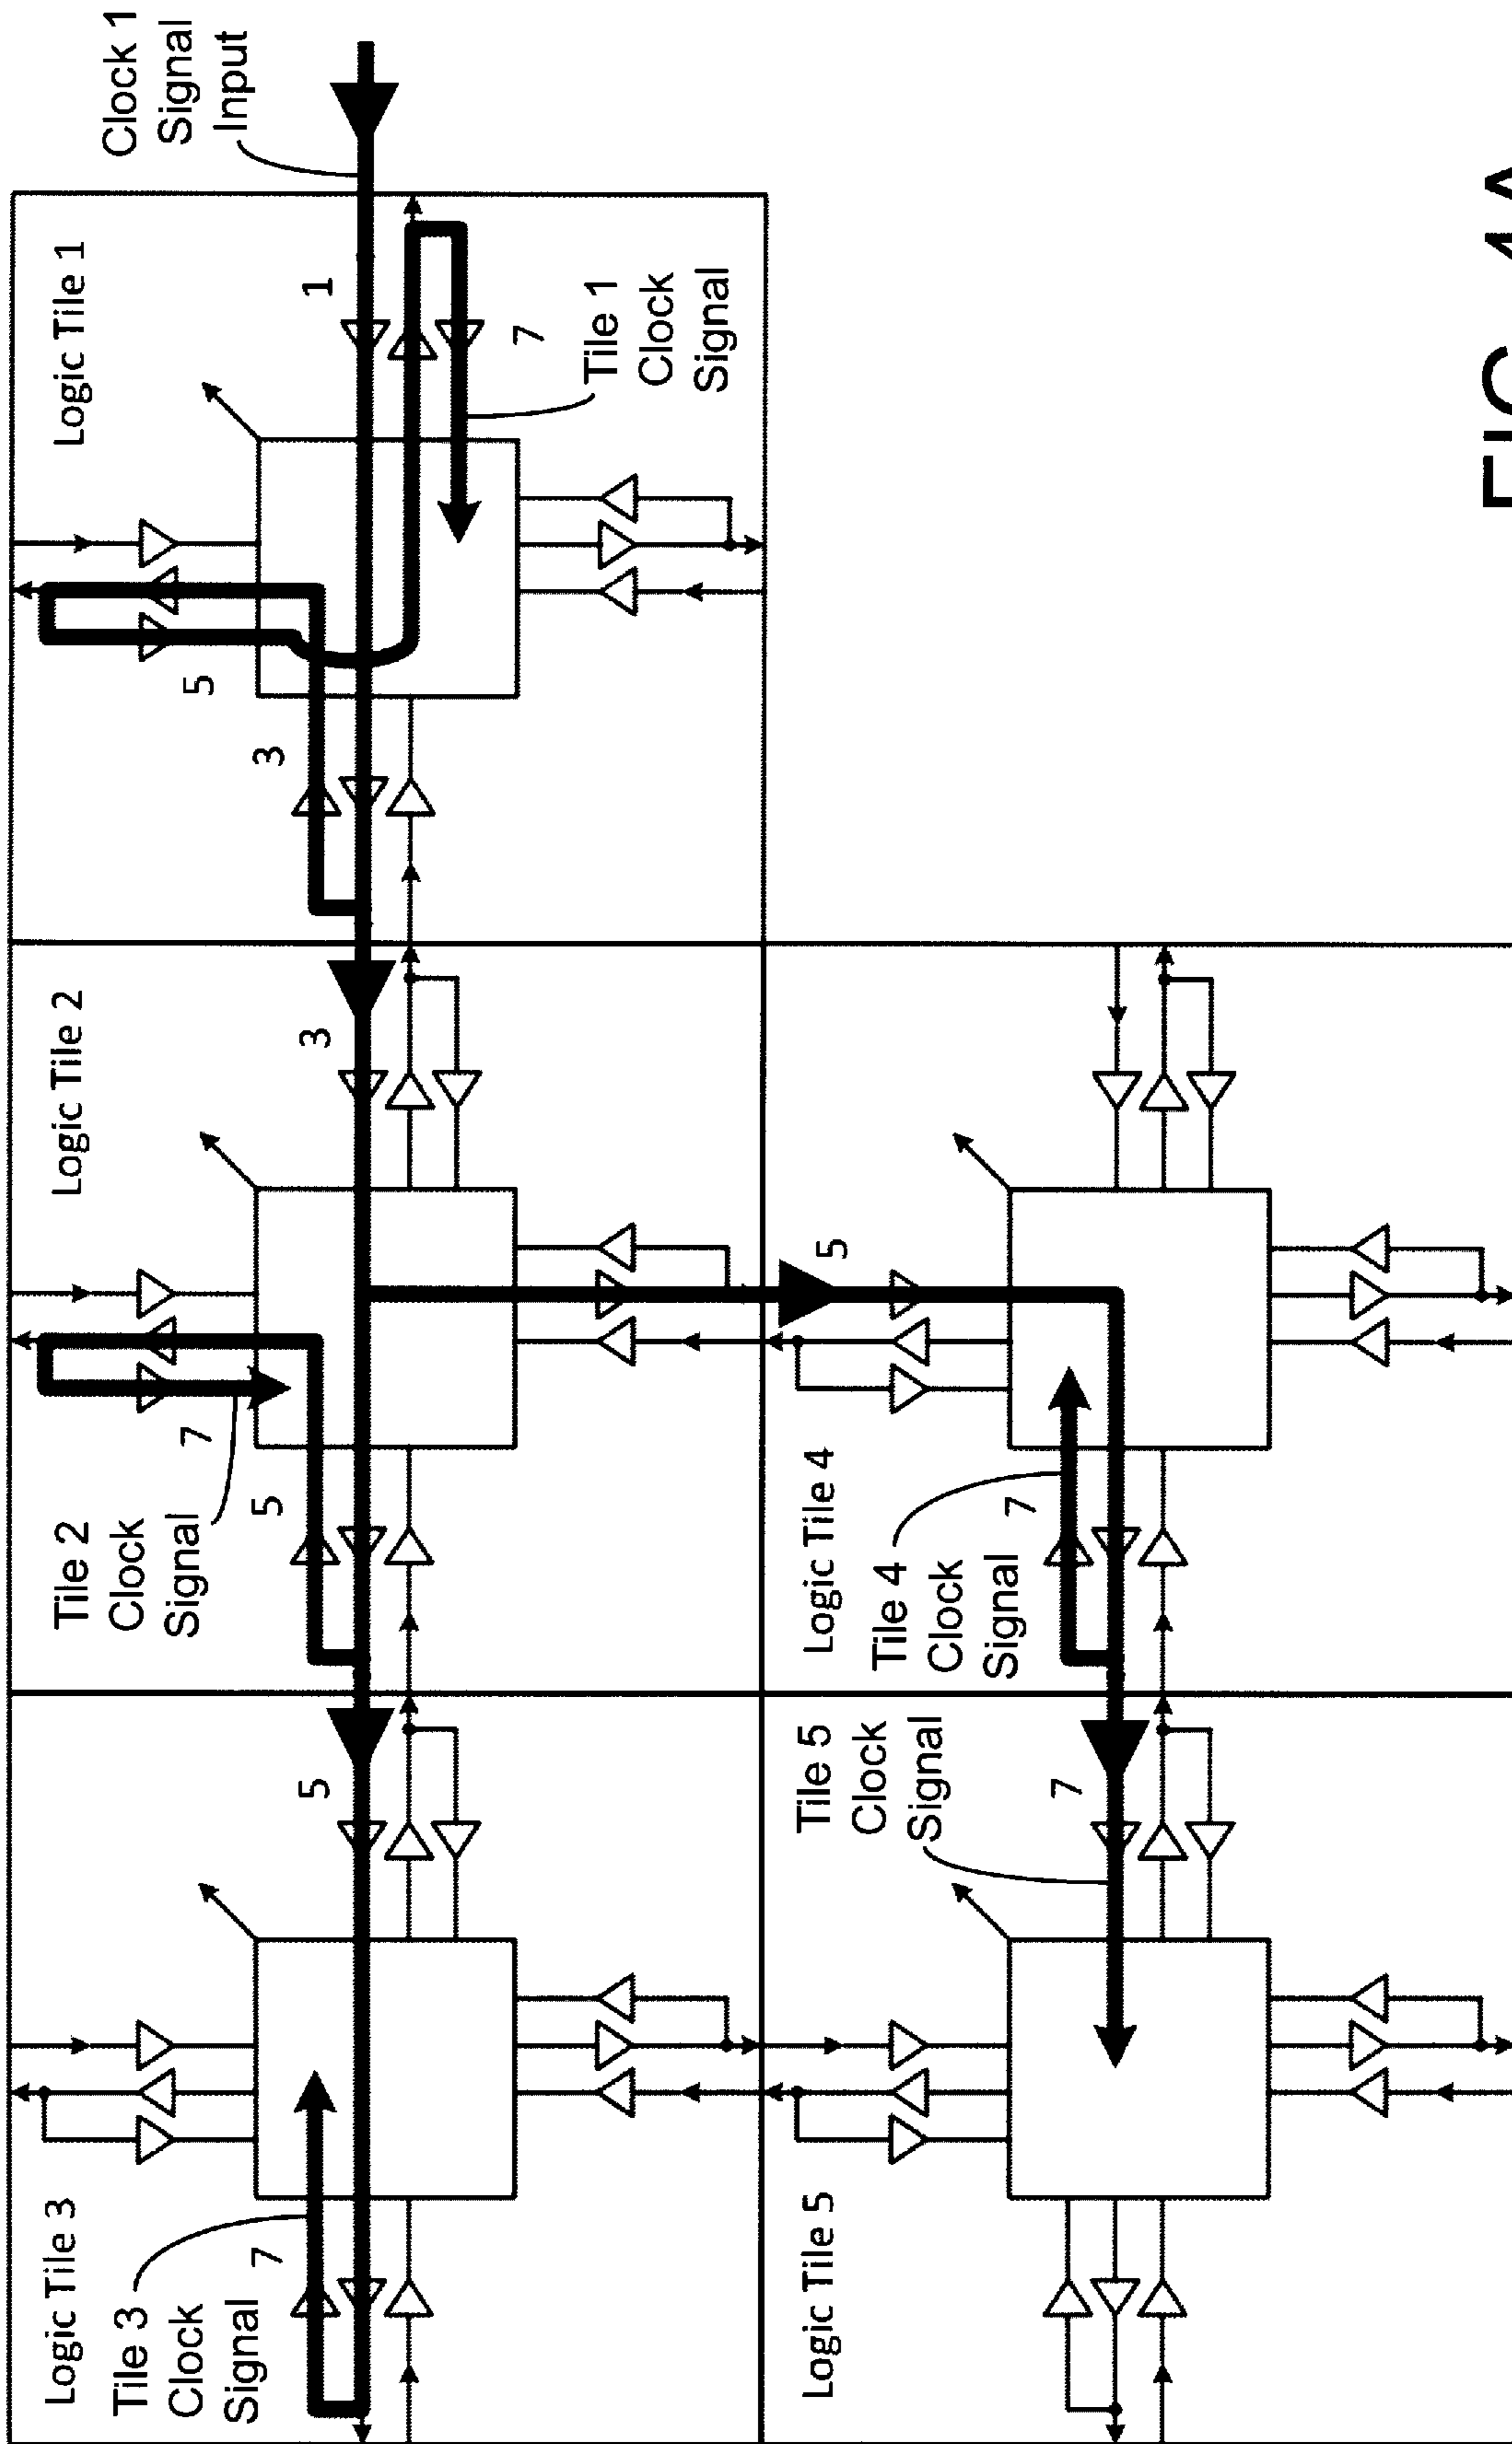 Logic Tile 3
Tile 3
Clock
Signal
7
5
Tile 2
Clock
Signal
7
5
Logic Tile 2
3
3
5
Logic Tile 1
1
Clock 1
Signal
Input
7
Tile 1
Clock
Signal
Logic Tile 5
Tile 5
Clock
Signal
7
Logic Tile 4
Tile 4
Clock
Signal
7
5